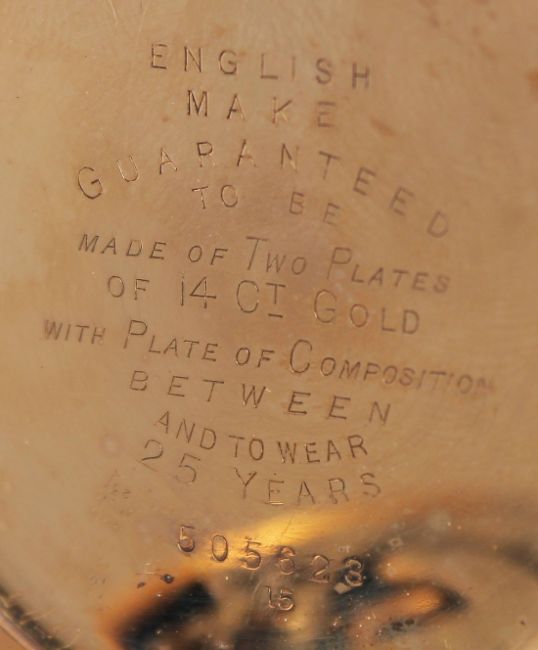 ENGLISH
MAKE
GUARANTEED
TO BE
MADE OF TWO PLATES
OF 14 CT GOLD
WITH PLATE OF COMPOSITION
BETWEEN
AND TO WEAR
25 YEARS
505623
15